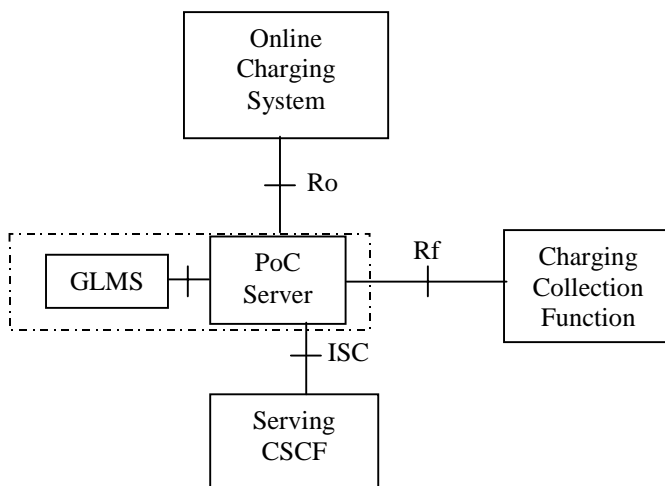 Online
Charging
System
Ro
GLMS
PoC
Server
Rf
Charging
Collection
Function
ISC
Serving
CSCF